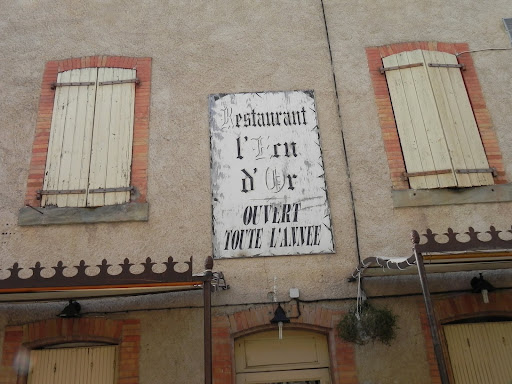 Restaurant
l'Ecu
d'Or
OUVERT
TOUTE L'ANNEE